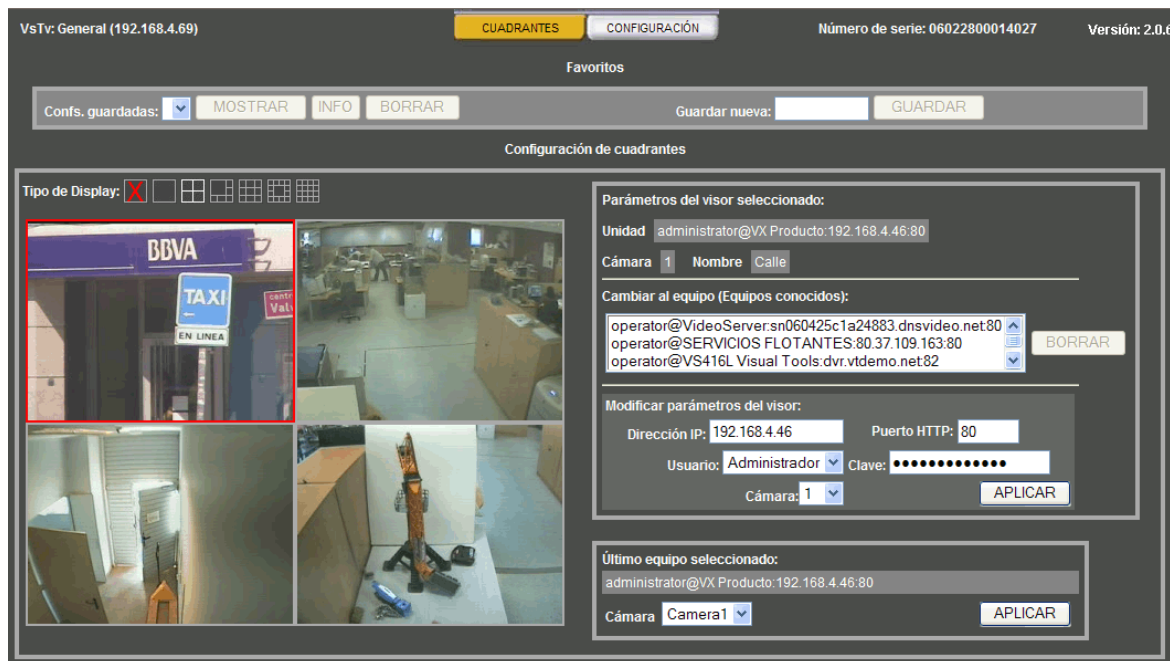 VsTv: General (192.168.4.69) CUADRANTES CONFIGURACIÓN Número de serie: 06022800014027 Versión: 2.0.6
Favoritos
Confs. guardadas: MOSTRAR INFO BORRAR Guardar nueva: GUARDAR
Configuración de cuadrantes
Tipo de Display: X
BBVA
TAXI
EN LINEA
Parámetros del visor seleccionado:
Unidad administrator@VX Producto:192.168.4.46:80
Cámara 1 Nombre Calle
Cambiar al equipo (Equipos conocidos):
operator@VideoServer:sn060425c1a24883.dnsvideo.net:80
operator@SERVICIOS FLOTANTES:80.37.109.163:80
operator@VS416L Visual Tools:dvr.vtdemo.net:82
BORRAR
Modificar parámetros del visor:
Dirección IP: 192.168.4.46 Puerto HTTP: 80
Usuario: Administrador Clave: ●●●●●●●●●●●●●
Cámara: 1 APLICAR
Último equipo seleccionado:
administrator@VX Producto:192.168.4.46:80
Cámara Camera1 APLICAR